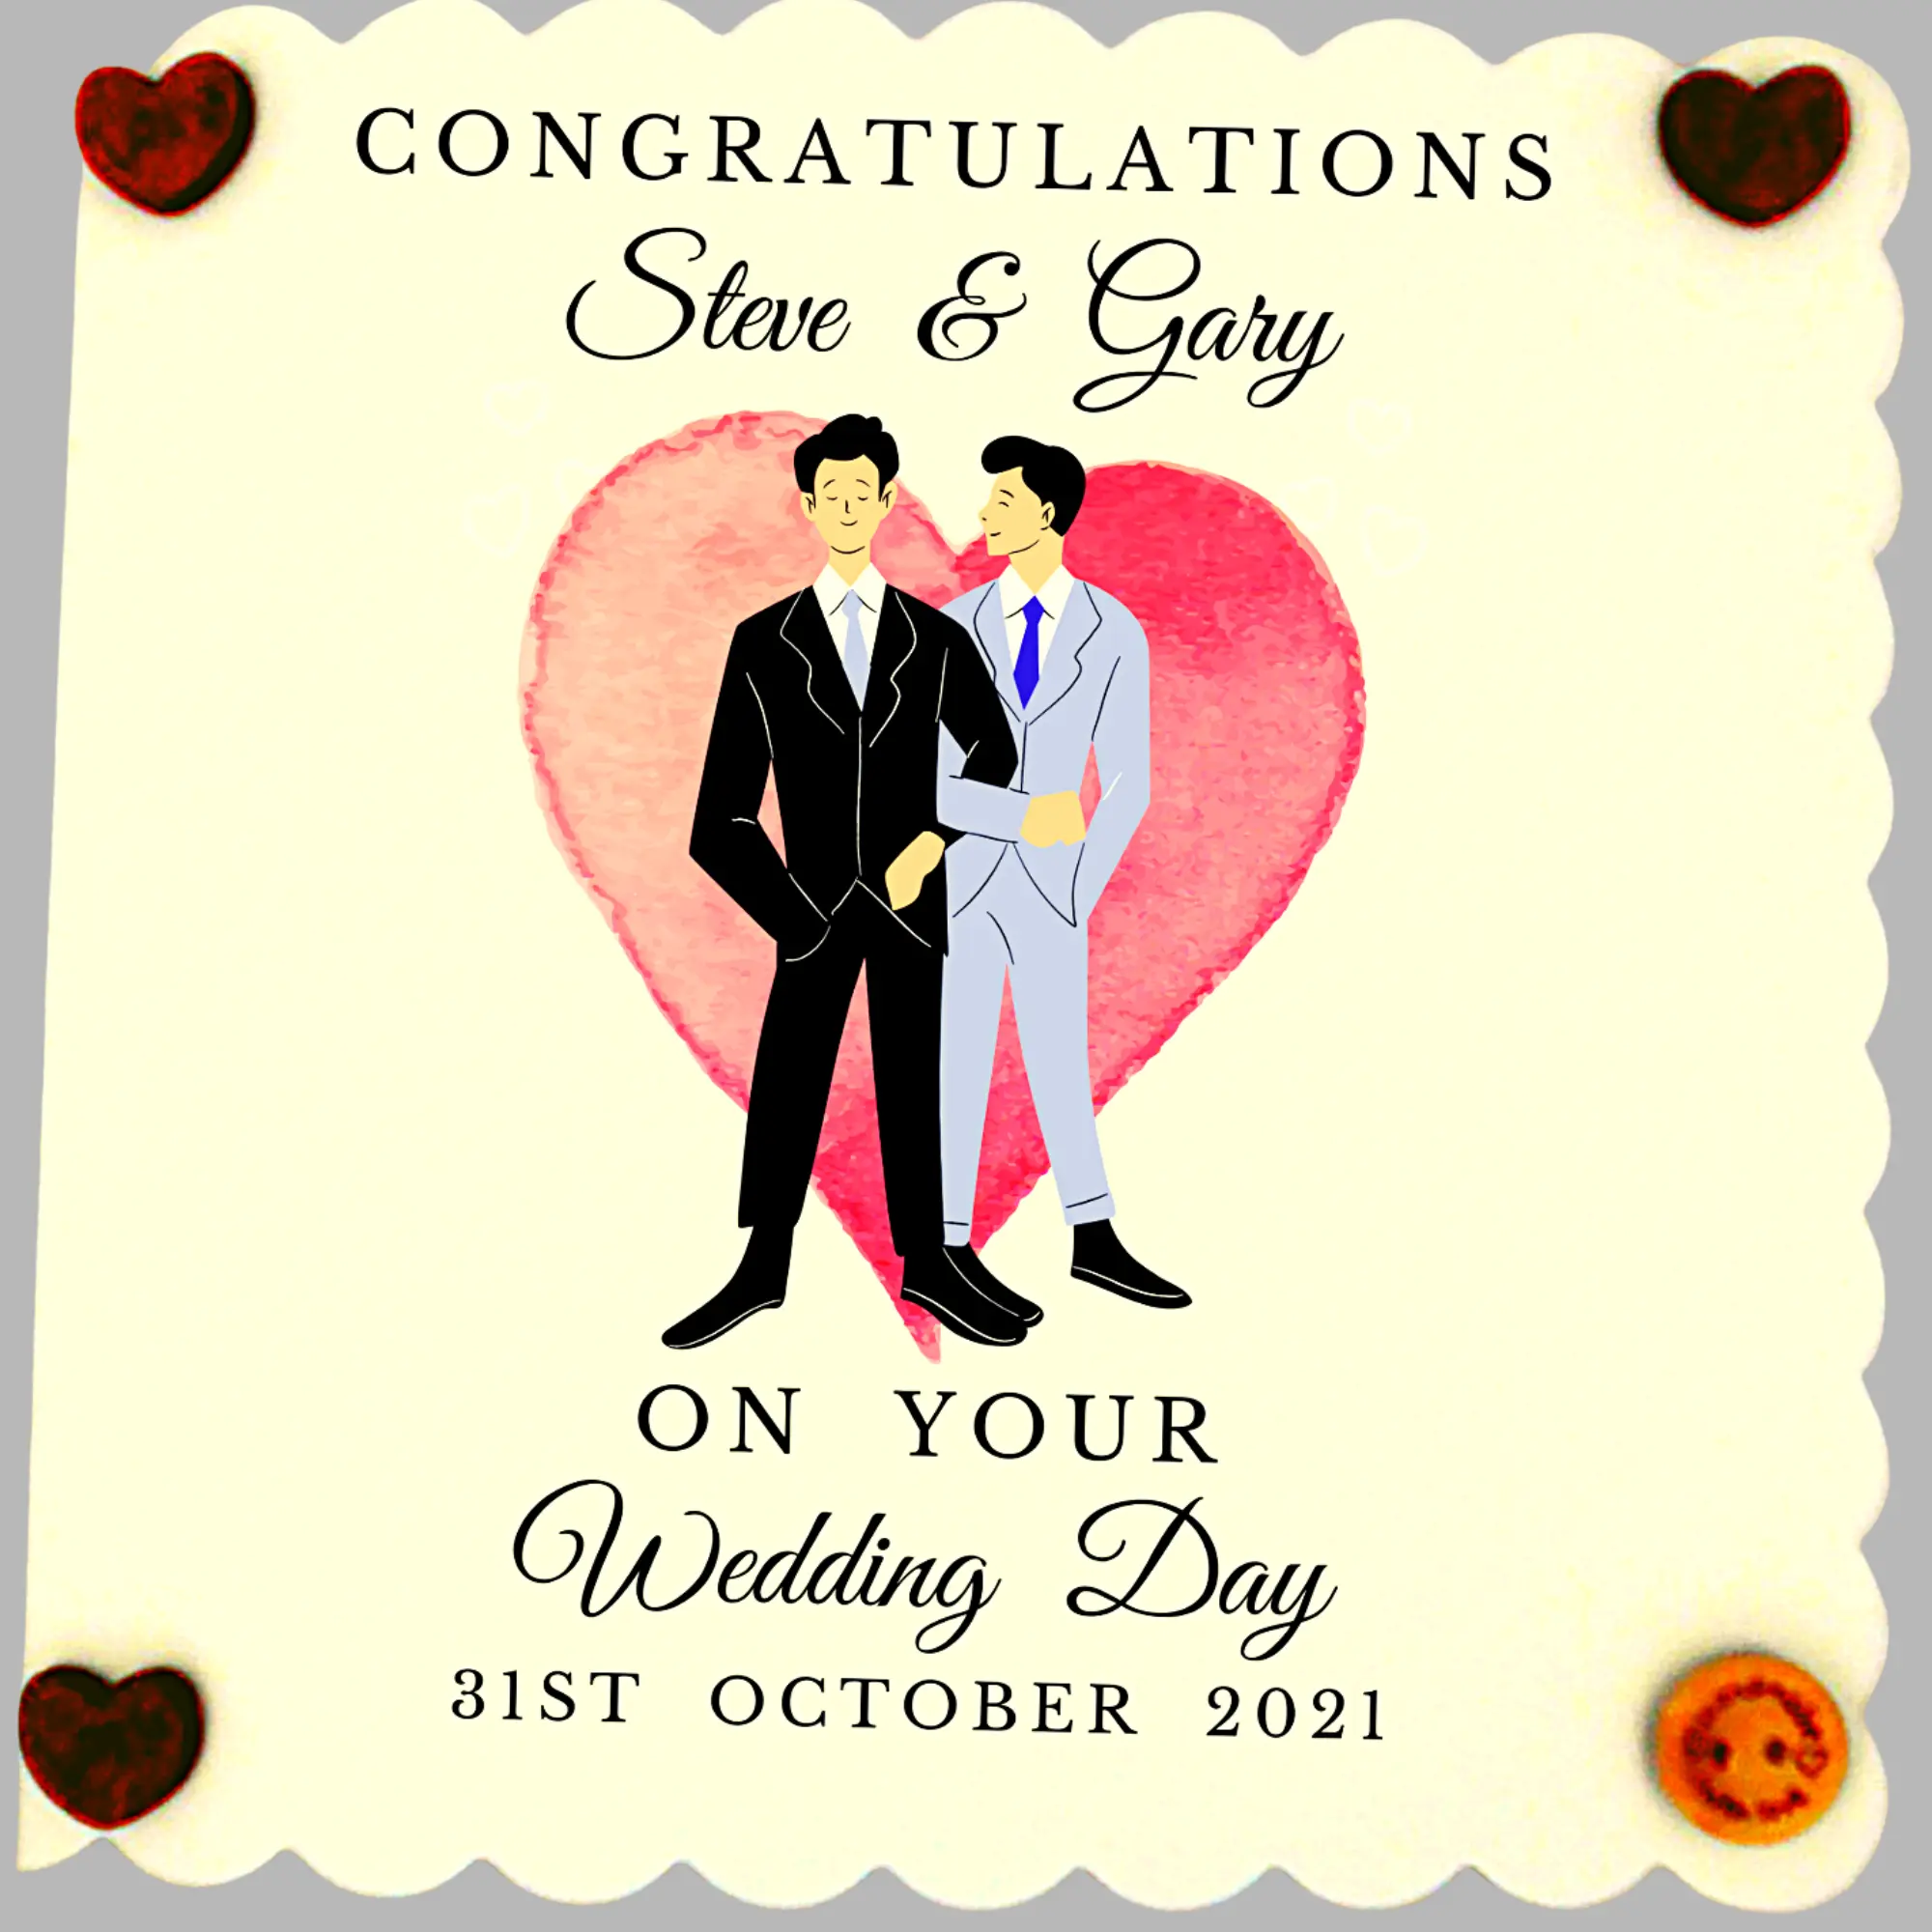 CONGRATULATIONS
Steve & Gary
ON YOUR
Wedding Day
31ST OCTOBER 2021